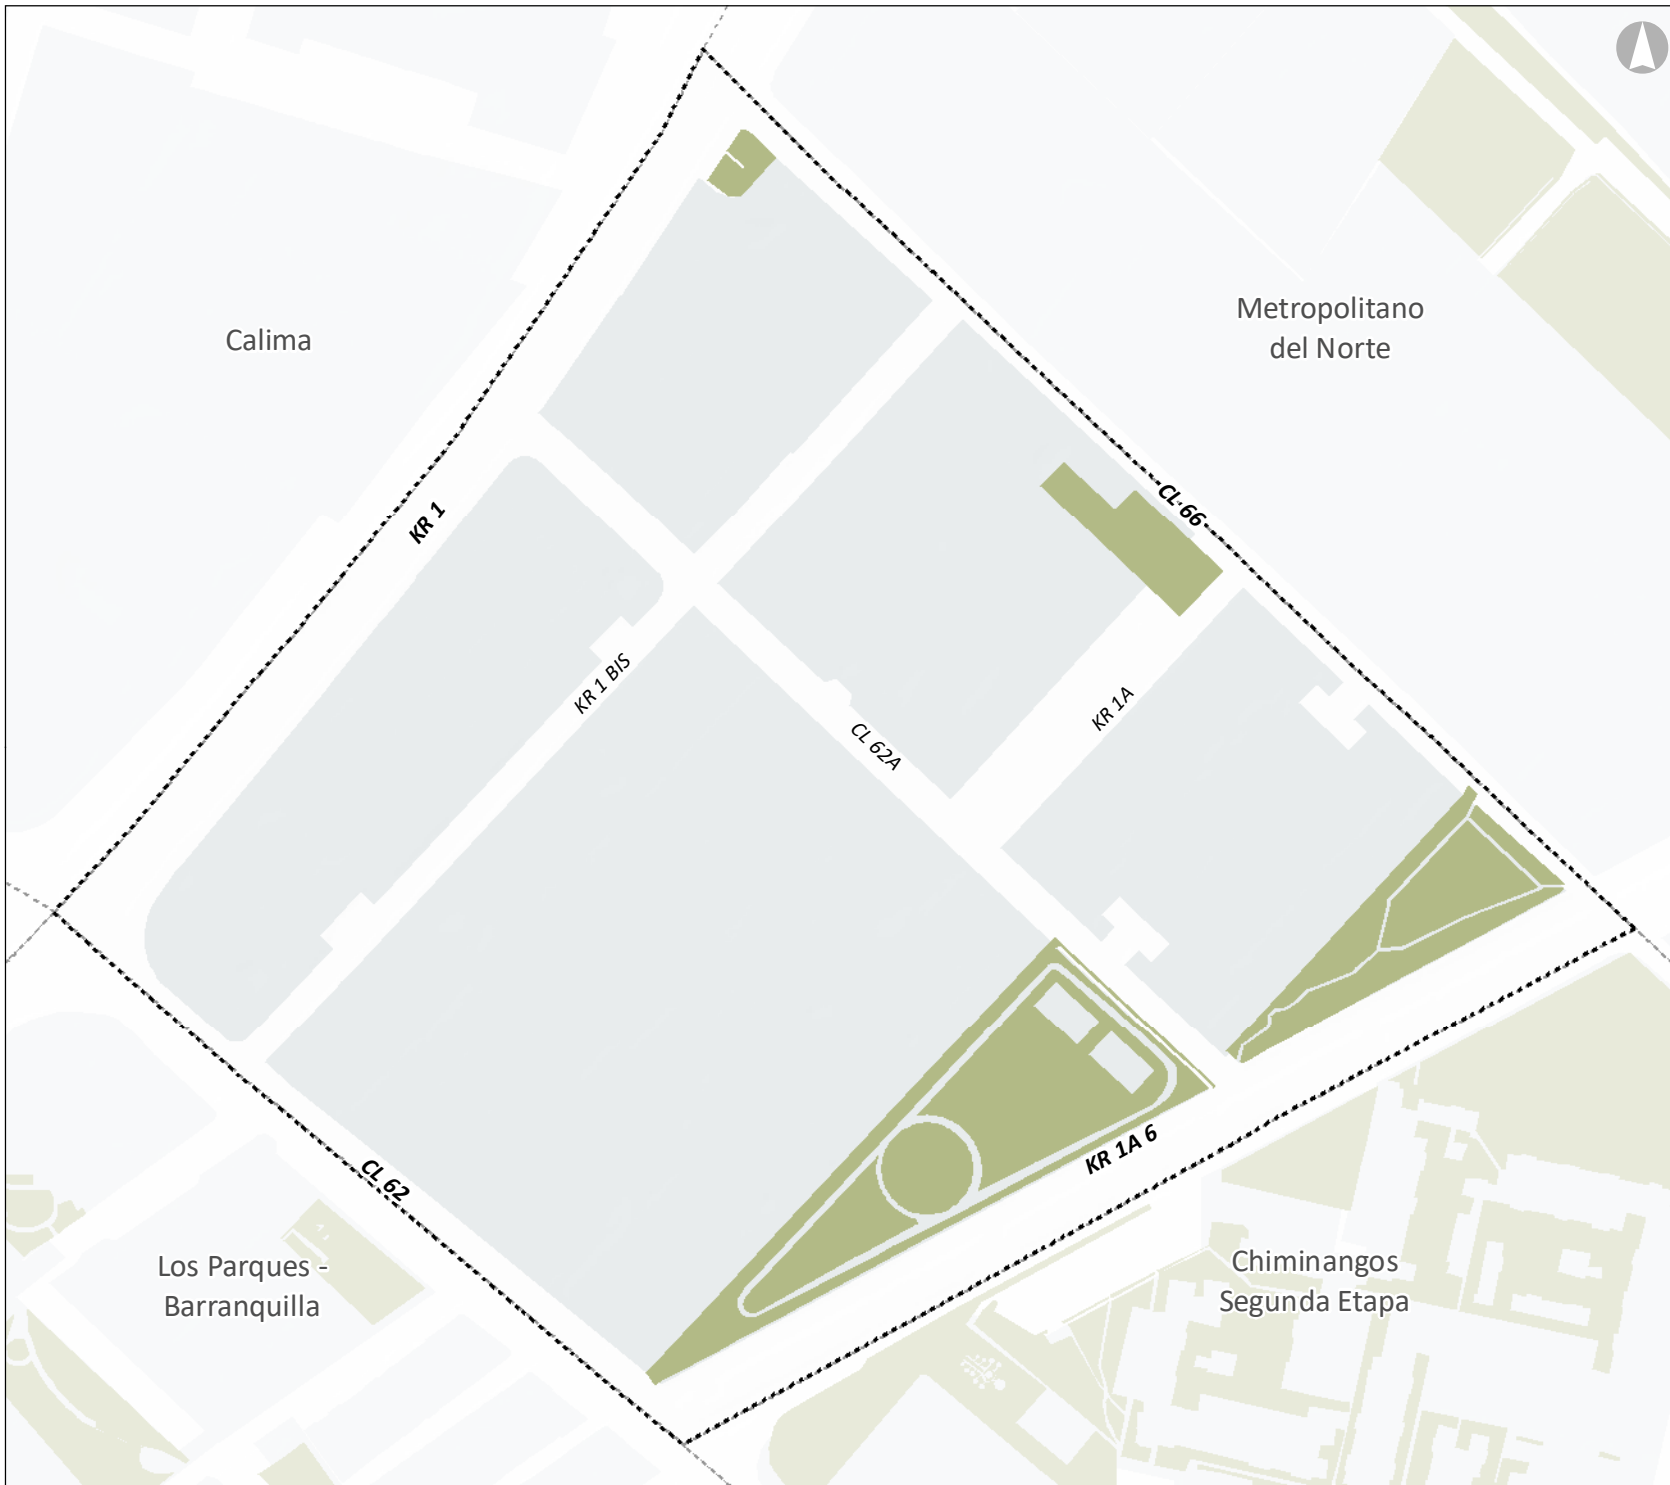 Metropolitano
del Norte
Calima
KR 1
CL 66
KR 1 BIS
KR 1A
CL 62A
KR 1A 6
CL 62
Los Parques -
Barranquilla
Chiminangos
Segunda Etapa